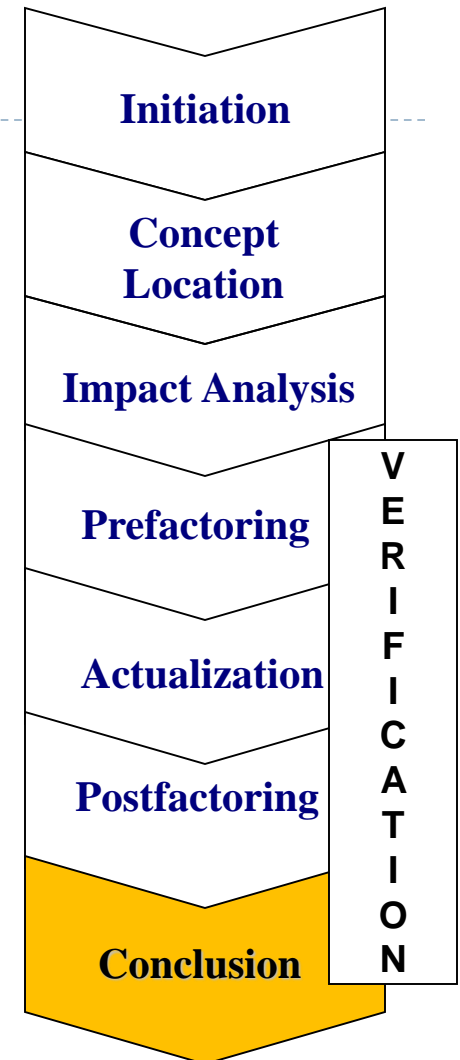 Initiation
Concept
Location
Impact Analysis
Prefactoring
Actualization
Postfactoring
Conclusion
V
E
R
I
F
I
C
A
T
I
O
N